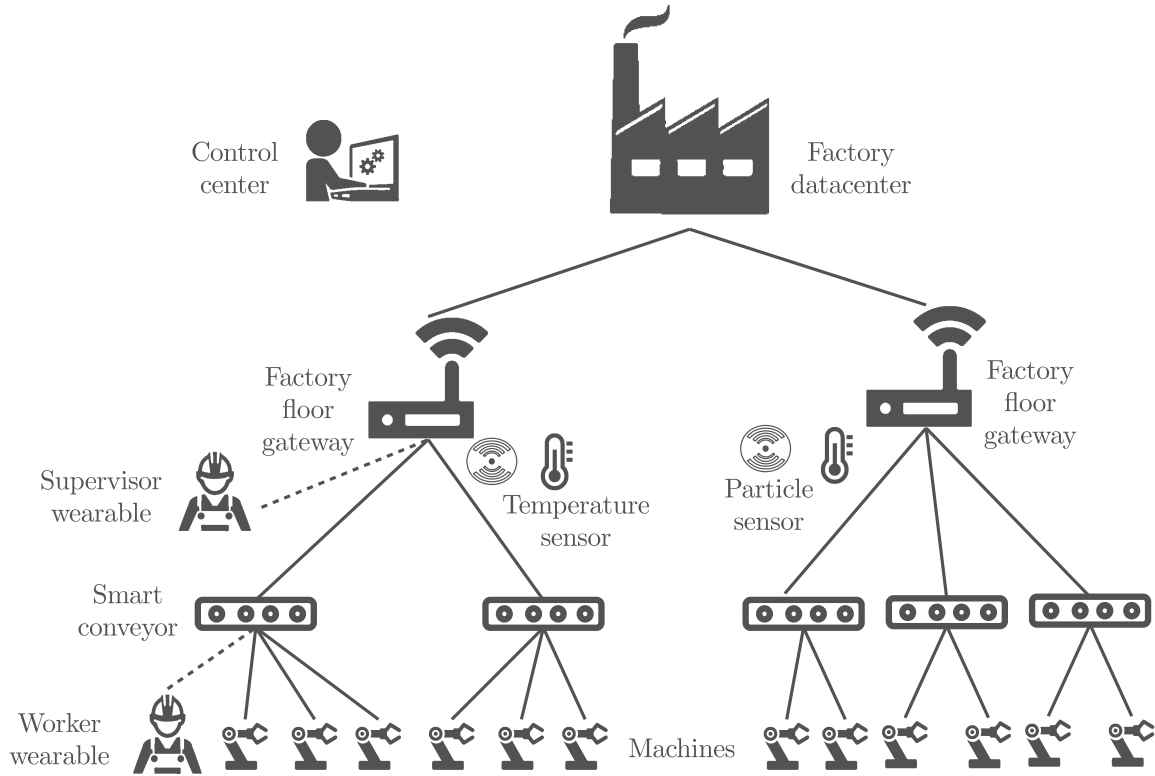 Control
center
Factory
datacenter
Factory
floor
gateway
Factory
floor
gateway
Supervisor
wearable
Temperature
sensor
Particle
sensor
Smart
conveyor
Worker
wearable
Machines